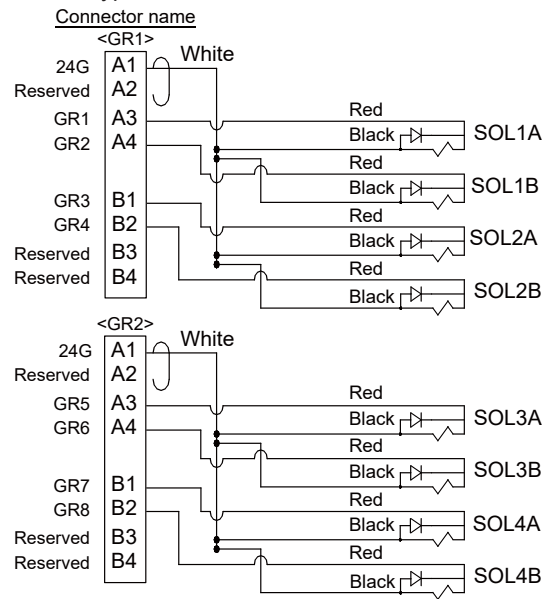 Connector name
<GR1>
White
24G A1
Reserved A2
GR1 A3 Red
Black SOL1A
GR2 A4 Red
Black SOL1B
GR3 B1 Red
GR4 B2 Black SOL2A
Reserved B3 Red
Reserved B4 Black SOL2B
<GR2>
White
24G A1
Reserved A2
GR5 A3 Red
Black SOL3A
GR6 A4 Red
Black SOL3B
GR7 B1 Red
GR8 B2 Black SOL4A
Reserved B3 Red
Reserved B4 Black SOL4B